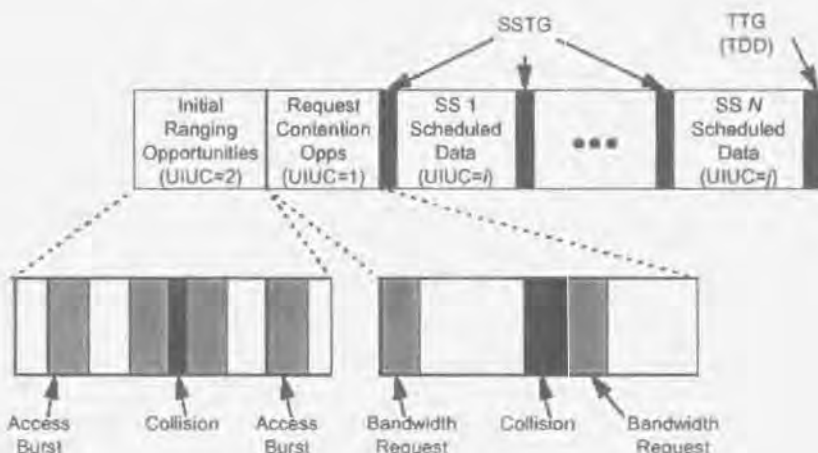 SSTG
TTG
(TDD)
Initial
Ranging
Opportunities
(UIUC=2)
Request
Contention
Opps
(UIUC=1)
SS 1
Scheduled
Data
(UIUC=i)
•••
SS N
Scheduled
Data
(UIUC=j)
Access
Burst
Collision
Access
Burst
Bandwidth
Request
Collision
Bandwidth
Request